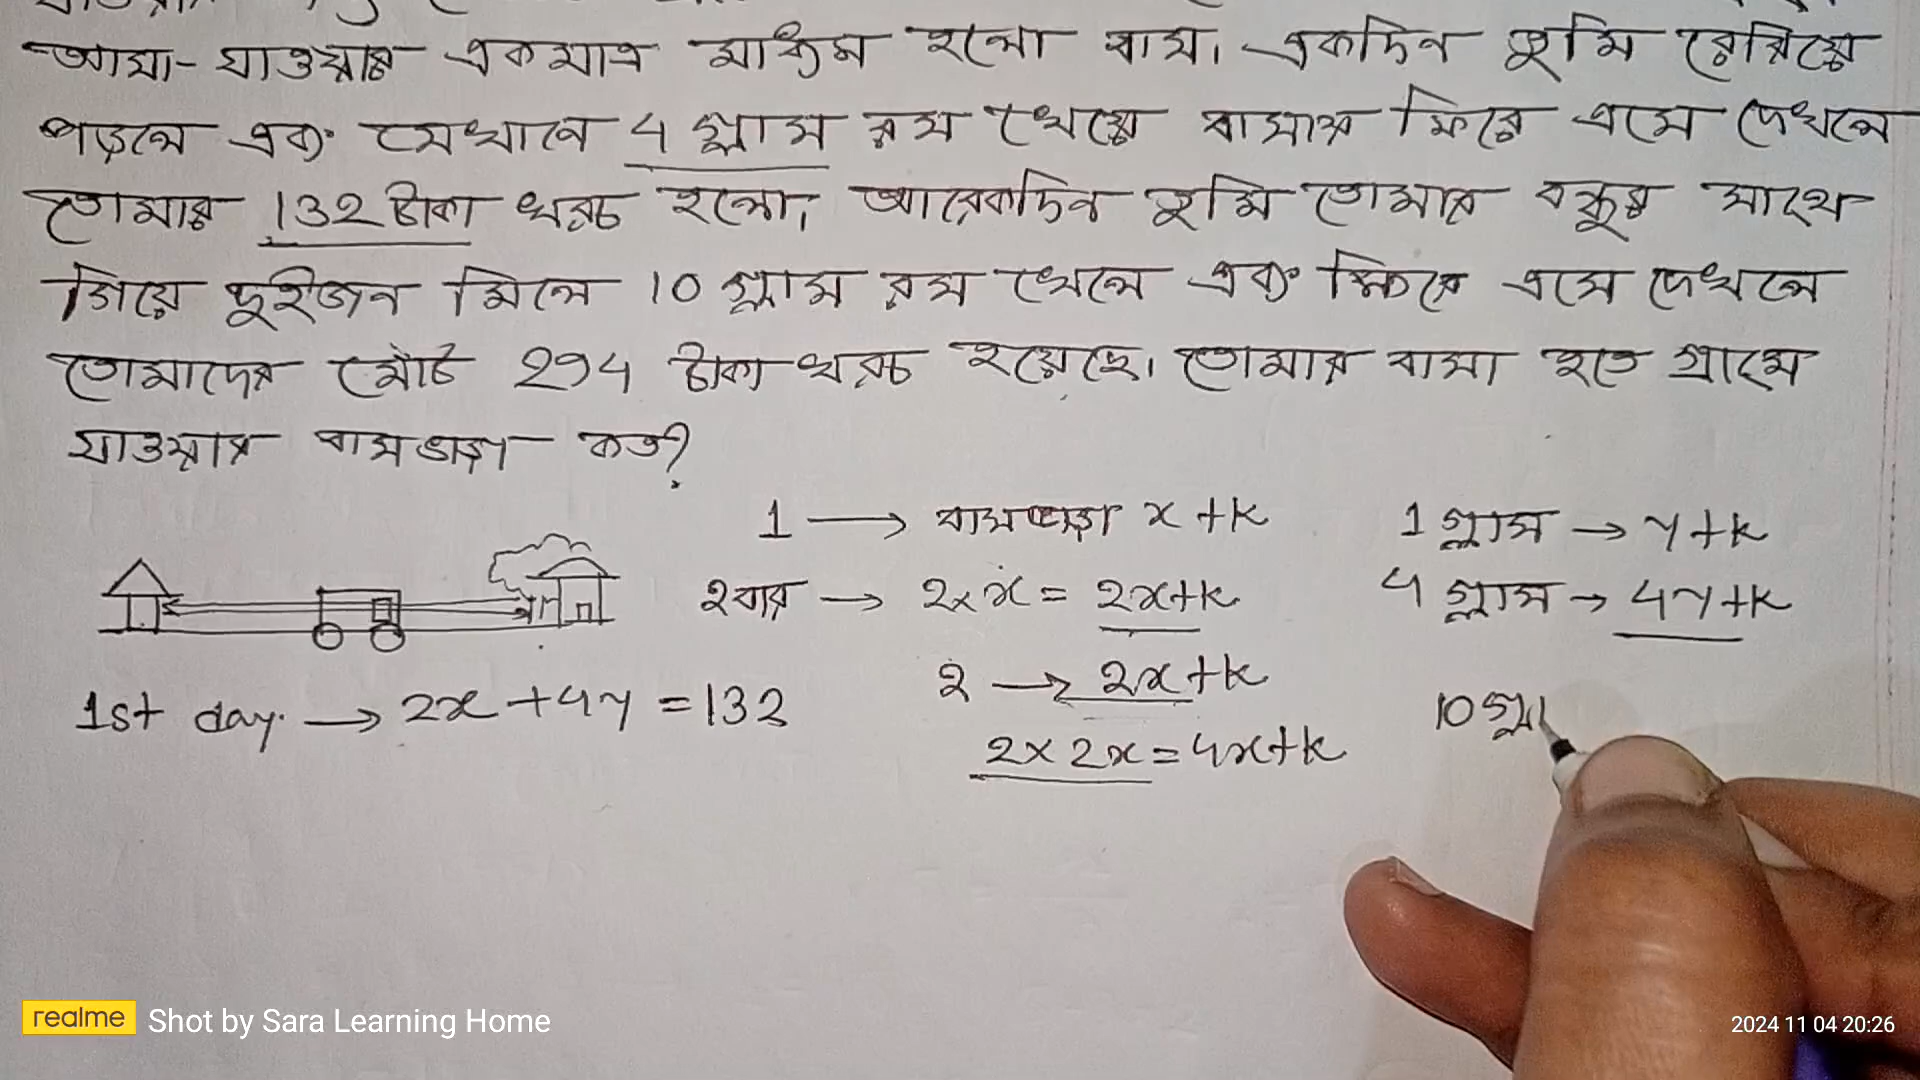 আসা-যাওয়ার একমাত্র মাধ্যম হলো বাস। একদিন তুমি বেরিয়ে
পড়লে এবং সেখানে 4 গ্লাস রস খেয়ে বাসায় ফিরে এসে দেখলে
তোমার 132 টাকা খরচ হলো। আরেকদিন তুমি তোমার বন্ধুর সাথে
গিয়ে দুইজন মিলে 10 গ্লাস রস খেলে এবং ফিরে এসে দেখলে
তোমাদের মোট ২৭4 টাকা খরচ হয়েছে। তোমার বাসা হতে গ্রামে
যাওয়ার বাসভাড়া কত?
1 → বাসভাড়া x + k
1 গ্লাস → y + k
২বার → 2 × x = 2x + k
4 গ্লাস → 4y + k
2 → 2x + k
1st day. → 2x + 4y = 132
10 গ্লা
2 × 2x = 4x + k
realme Shot by Sara Learning Home
2024 11 04 20:26